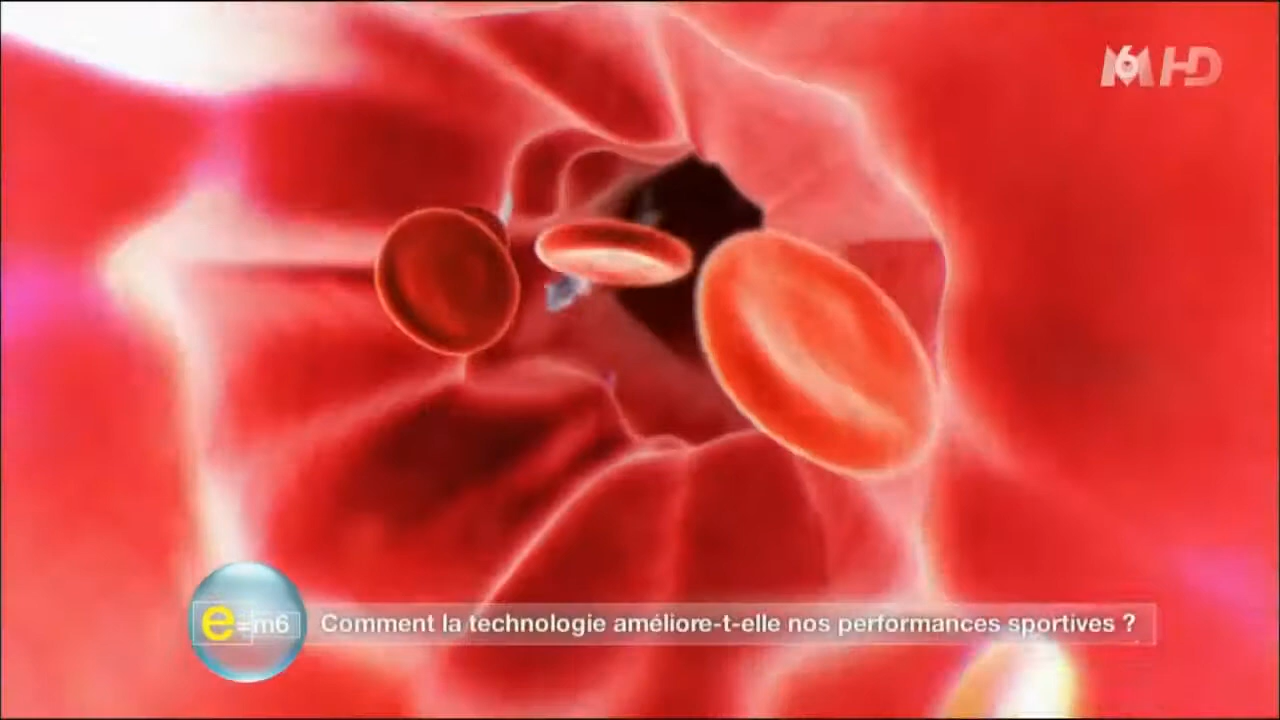 M6 HD
e=m6
Comment la technologie améliore-t-elle nos performances sportives ?